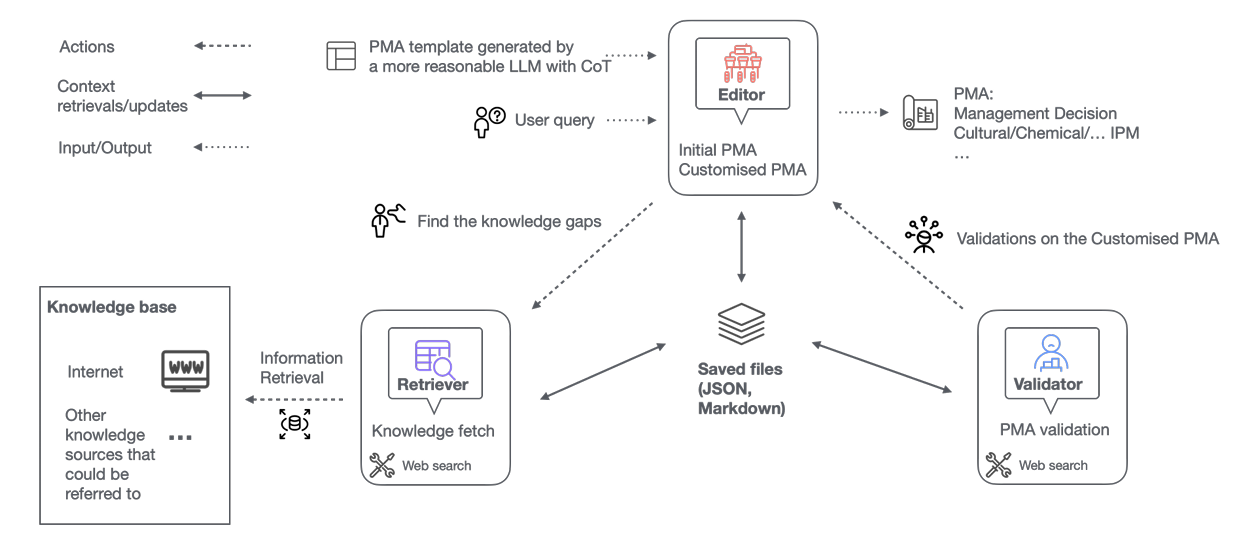 Actions
Context
retrievals/updates
Input/Output
PMA template generated by
a more reasonable LLM with CoT
User query
Editor
Initial PMA
Customised PMA
PMA:
Management Decision
Cultural/Chemical/... IPM
...
Find the knowledge gaps
Validations on the Customised PMA
Knowledge base
Internet
WWW
Other
knowledge
sources that
could be
referred to
...
Information
Retrieval
Retriever
Knowledge fetch
Web search
Saved files
(JSON,
Markdown)
Validator
PMA validation
Web search